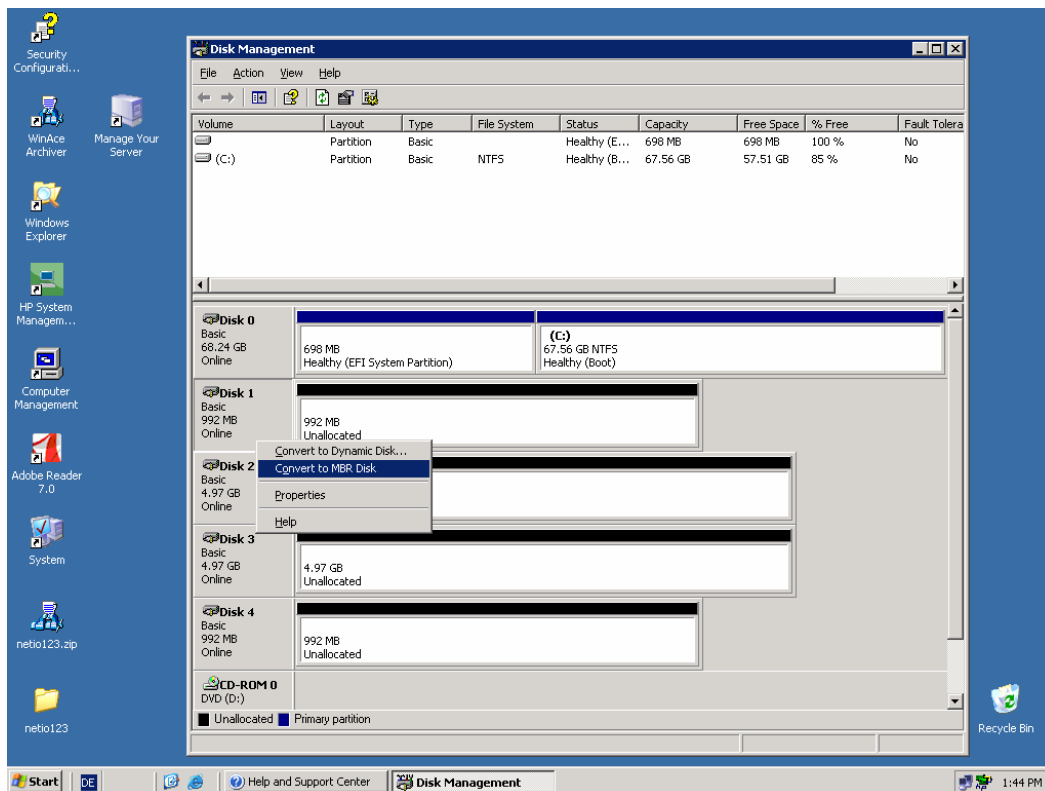 Security
Configurati...
WinAce
Archiver
Manage Your
Server
Windows
Explorer
HP System
Managem...
Computer
Management
Adobe Reader
7.0
System
netio123.zip
netio123
Recycle Bin
Disk Management
File Action View Help
Volume Layout Type File System Status Capacity Free Space % Free Fault Tolera
Partition Basic Healthy (E... 698 MB 698 MB 100 % No
(C:) Partition Basic NTFS Healthy (B... 67.56 GB 57.51 GB 85 % No
Disk 0
Basic
68.24 GB
Online
698 MB
Healthy (EFI System Partition)
(C:)
67.56 GB NTFS
Healthy (Boot)
Disk 1
Basic
992 MB
Online
992 MB
Unallocated
Convert to Dynamic Disk...
Convert to MBR Disk
Properties
Help
Disk 2
Basic
4.97 GB
Online
Disk 3
Basic
4.97 GB
Online
4.97 GB
Unallocated
Disk 4
Basic
992 MB
Online
992 MB
Unallocated
CD-ROM 0
DVD (D:)
Unallocated Primary partition
Start DE Help and Support Center Disk Management 1:44 PM